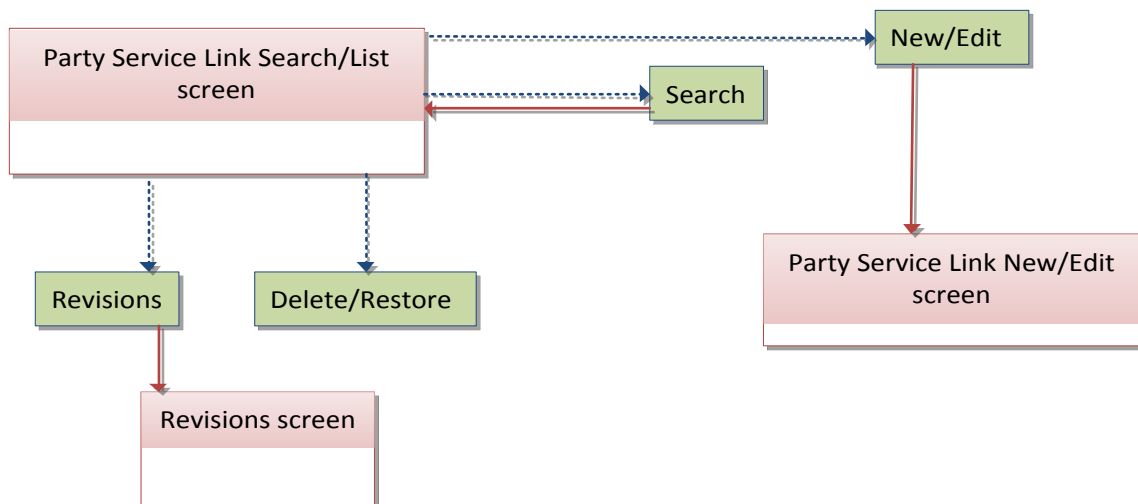 New/Edit
Party Service Link Search/List
screen
Search
Party Service Link New/Edit
screen
Revisions
Delete/Restore
Revisions screen